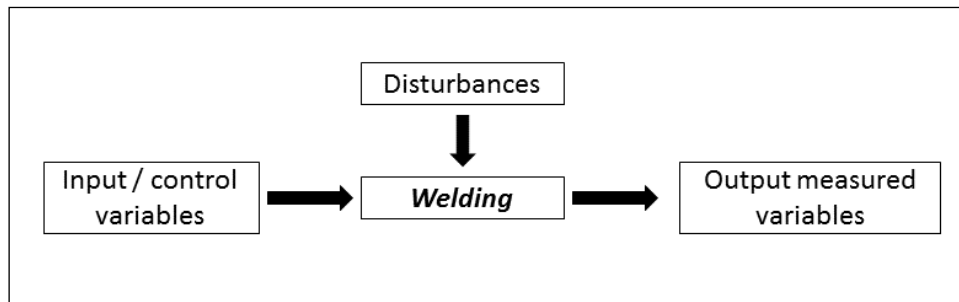 Disturbances
Input / control
variables
Welding
Output measured
variables